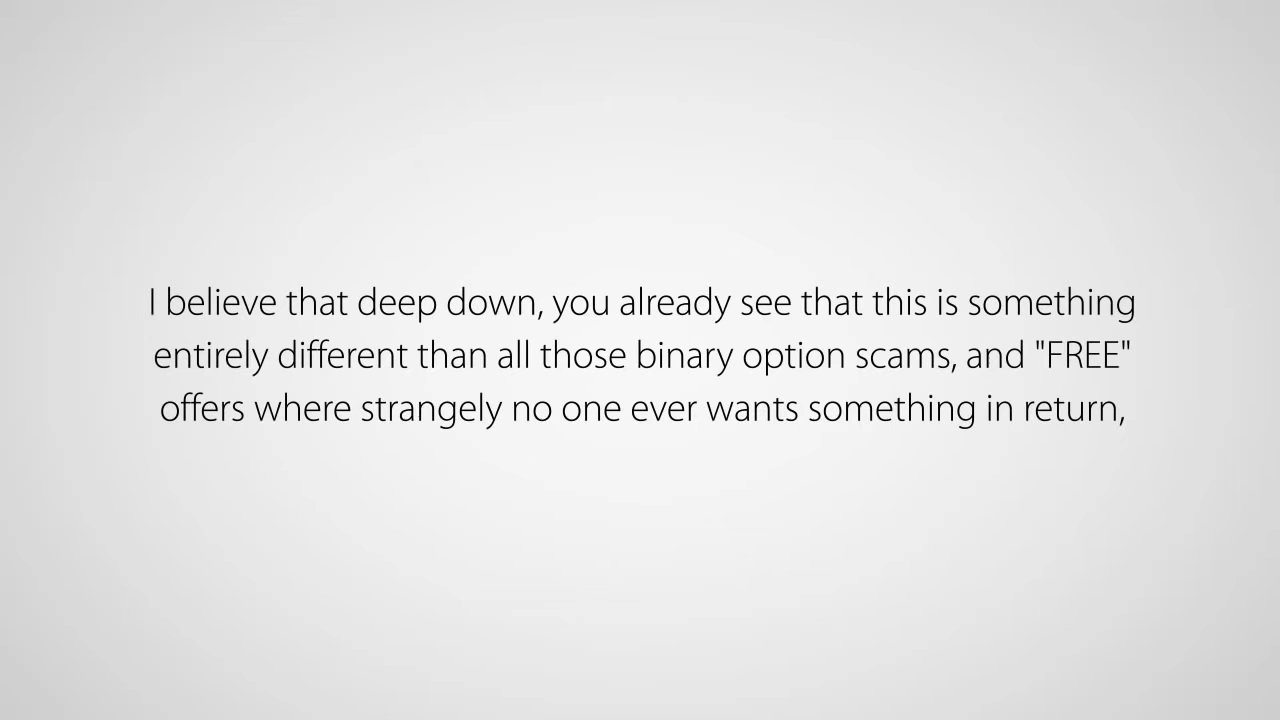 I believe that deep down, you already see that this is something
entirely different than all those binary option scams, and "FREE"
offers where strangely no one ever wants something in return,